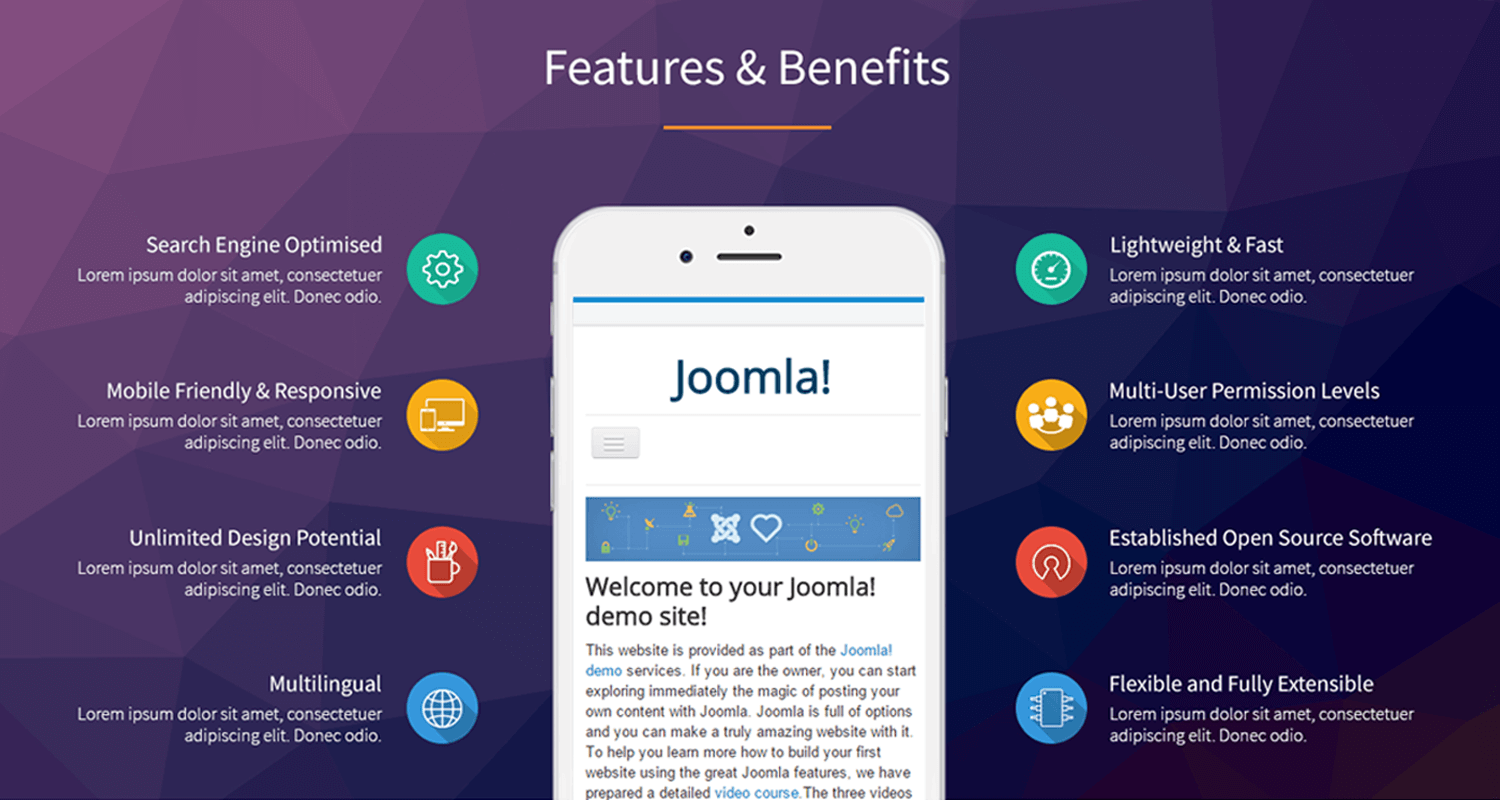 Features & Benefits
Search Engine Optimised
Lorem ipsum dolor sit amet, consectetuer
adipiscing elit. Donec odio.
Mobile Friendly & Responsive
Lorem ipsum dolor sit amet, consectetuer
adipiscing elit. Donec odio.
Unlimited Design Potential
Lorem ipsum dolor sit amet, consectetuer
adipiscing elit. Donec odio.
Multilingual
Lorem ipsum dolor sit amet, consectetuer
adipiscing elit. Donec odio.
Joomla!
Welcome to your Joomla!
demo site!
This website is provided as part of the Joomla!
demo services. If you are the owner, you can start
exploring immediately the magic of posting your
own content with Joomla. Joomla is full of options
and you can make a truly amazing website with it.
To help you learn more how to build your first
website using the great Joomla features, we have
prepared a detailed video course.The three videos
Lightweight & Fast
Lorem ipsum dolor sit amet, consectetuer
adipiscing elit. Donec odio.
Multi-User Permission Levels
Lorem ipsum dolor sit amet, consectetuer
adipiscing elit. Donec odio.
Established Open Source Software
Lorem ipsum dolor sit amet, consectetuer
adipiscing elit. Donec odio.
Flexible and Fully Extensible
Lorem ipsum dolor sit amet, consectetuer
adipiscing elit. Donec odio.